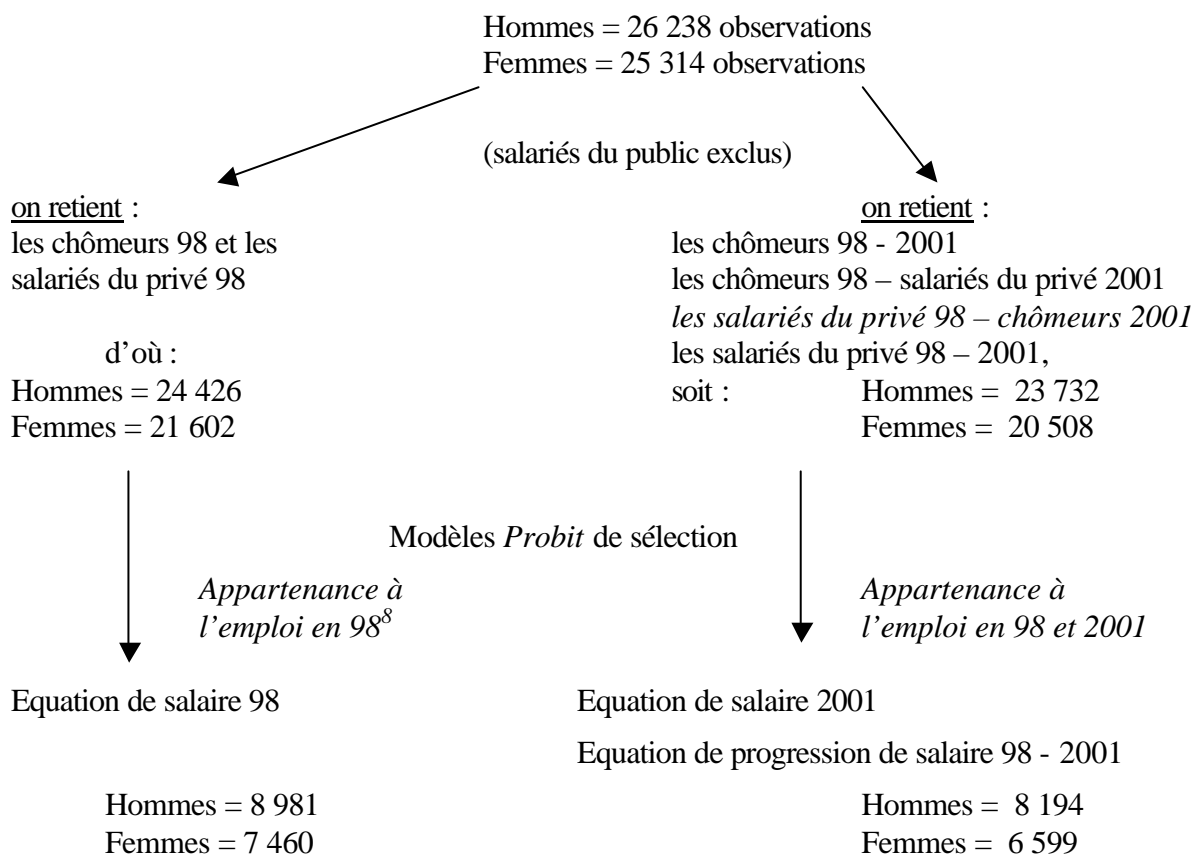 Hommes = 26 238 observations
Femmes = 25 314 observations
(salariés du public exclus)
on retient :
les chômeurs 98 et les
salariés du privé 98
d’où :
Hommes = 24 426
Femmes = 21 602
on retient :
les chômeurs 98 - 2001
les chômeurs 98 – salariés du privé 2001
les salariés du privé 98 – chômeurs 2001
les salariés du privé 98 – 2001,
soit : Hommes = 23 732
Femmes = 20 508
Modèles Probit de sélection
Appartenance à
l’emploi en 98⁸
Appartenance à
l’emploi en 98 et 2001
Equation de salaire 98
Hommes = 8 981
Femmes = 7 460
Equation de salaire 2001
Equation de progression de salaire 98 - 2001
Hommes = 8 194
Femmes = 6 599